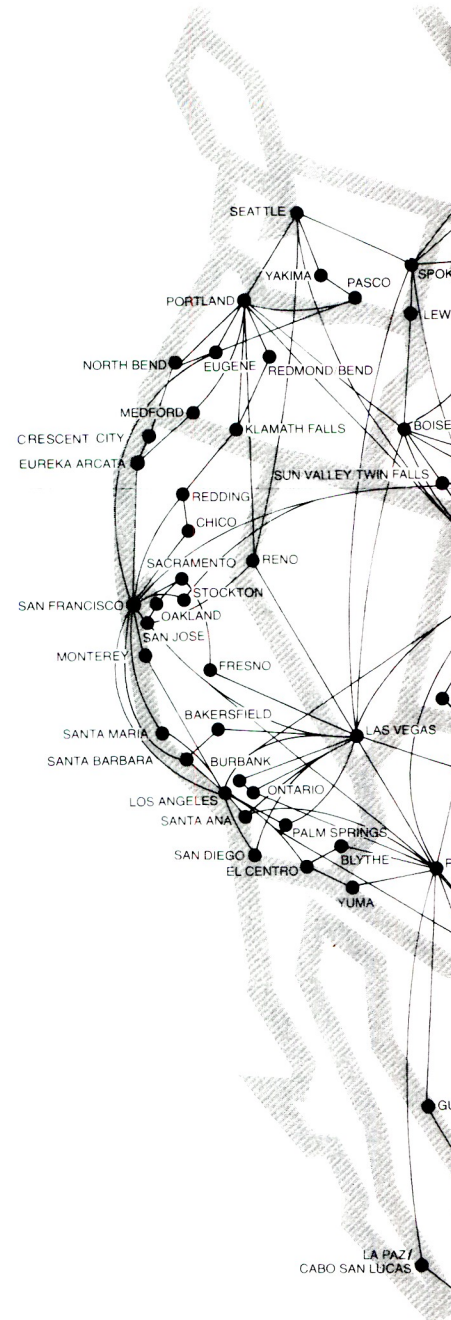 SEATTLE
SPOK
YAKIMA
PASCO
PORTLAND
LEW
EUGENE
REDMOND BEND
NORTH BEND
MEDFORD
KLAMATH FALLS
BOISE
CRESCENT CITY
EUREKA ARCATA
SUN VALLEY TWIN FALLS
REDDING
CHICO
SACRAMENTO
RENO
STOCKTON
SAN FRANCISCO
OAKLAND
SAN JOSE
MONTEREY
FRESNO
BAKERSFIELD
SANTA MARIA
LAS VEGAS
SANTA BARBARA
BURBANK
LOS ANGELES
ONTARIO
SANTA ANA
PALM SPRINGS
SAN DIEGO
BLYTHE
EL CENTRO
P
YUMA
GU
LA PAZ/
CABO SAN LUCAS